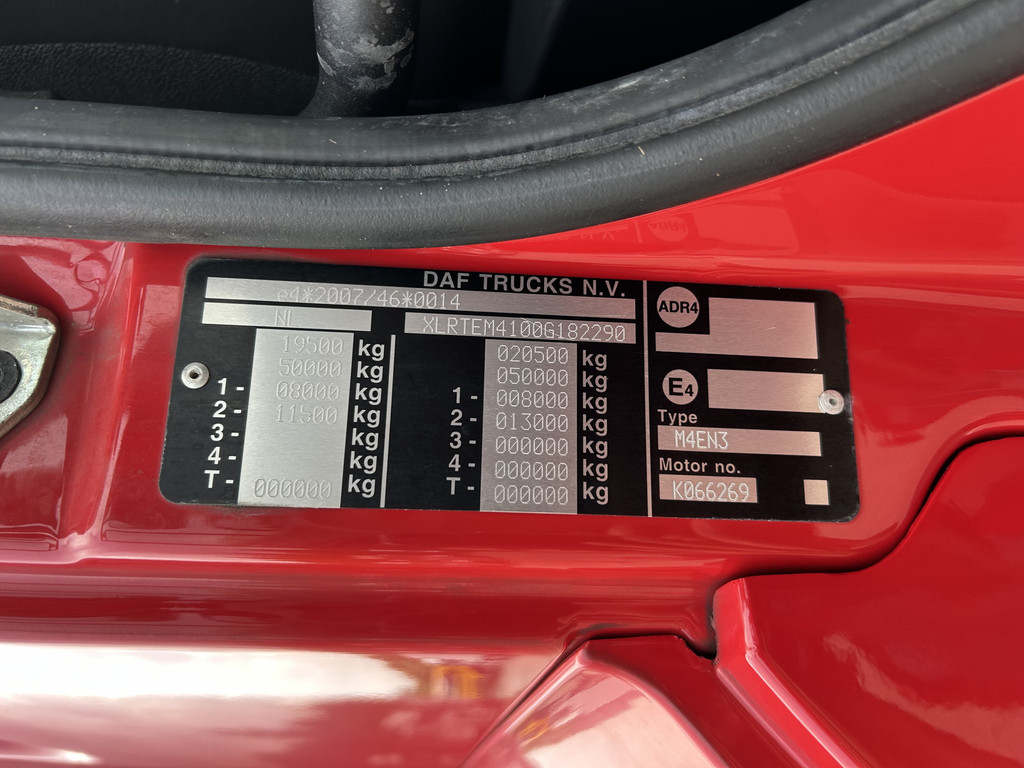 DAF TRUCKS N.V.
e4*2007/46*0014
NL XLRTEM4100G182290
19500 kg
50000 kg
1- 08000 kg
2- 11500 kg
3- kg
4- kg
T- 000000 kg
020500 kg
050000 kg
1- 008000 kg
2- 013000 kg
3- 000000 kg
4- 000000 kg
T- 000000 kg
ADR4
E4
Type
M4EN3
Motor no.
K066269